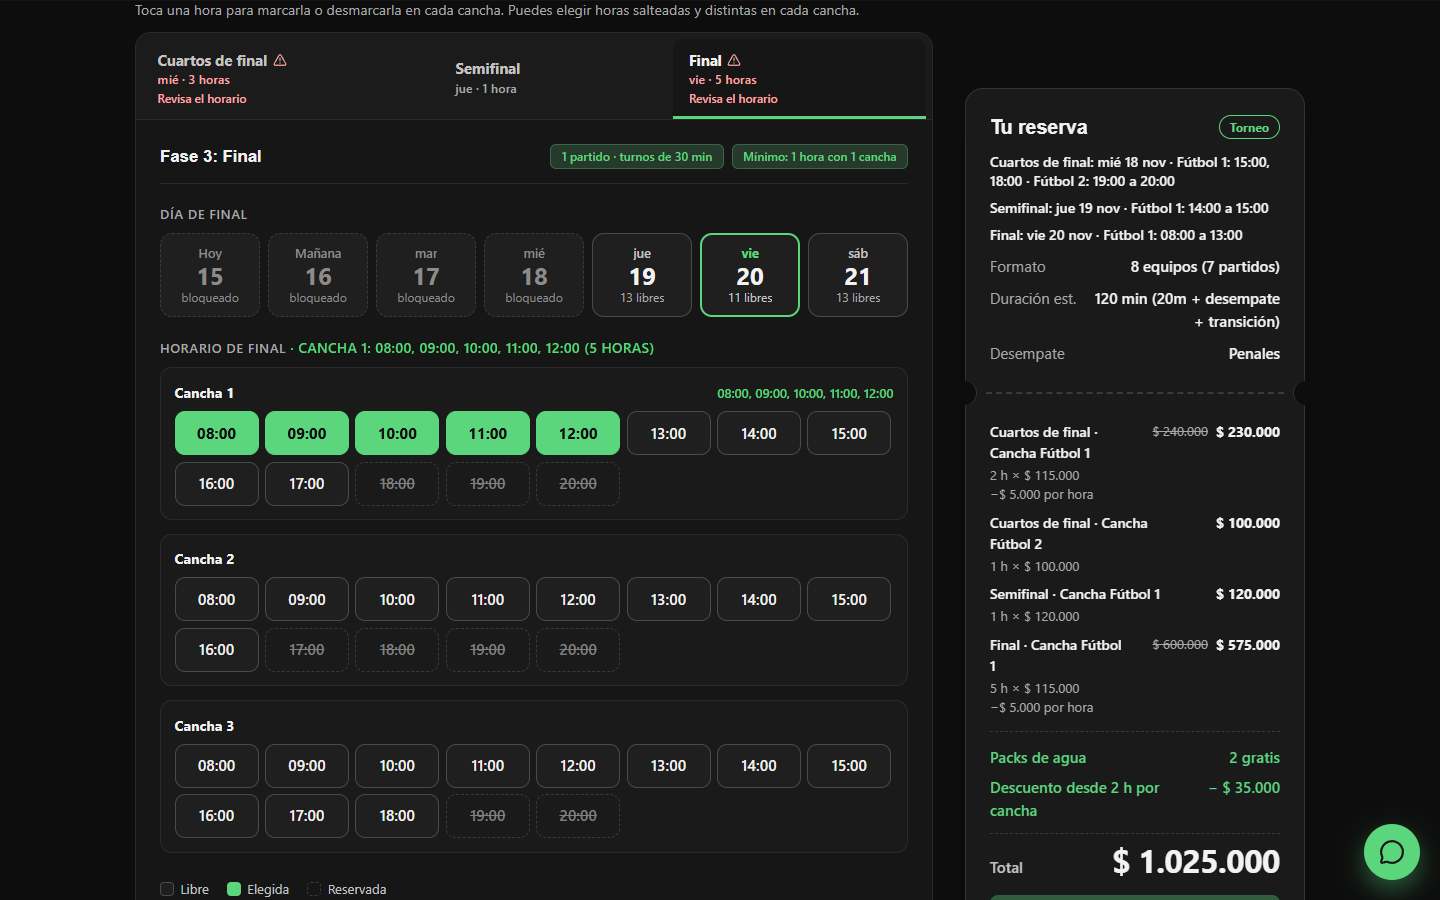 Toca una hora para marcarla o desmarcarla en cada cancha. Puedes elegir horas salteadas y distintas en cada cancha.
Cuartos de final
mié · 3 horas
Revisa el horario
Semifinal
jue · 1 hora
Final
vie · 5 horas
Revisa el horario
Fase 3: Final
1 partido · turnos de 30 min
Mínimo: 1 hora con 1 cancha
DÍA DE FINAL
Hoy
15
bloqueado
Mañana
16
bloqueado
mar
17
bloqueado
mié
18
bloqueado
jue
19
13 libres
vie
20
11 libres
sáb
21
13 libres
HORARIO DE FINAL · CANCHA 1: 08:00, 09:00, 10:00, 11:00, 12:00 (5 HORAS)
Cancha 1
08:00, 09:00, 10:00, 11:00, 12:00
08:00 09:00 10:00 11:00 12:00 13:00 14:00 15:00
16:00 17:00 18:00 19:00 20:00
Cancha 2
08:00 09:00 10:00 11:00 12:00 13:00 14:00 15:00
16:00 17:00 18:00 19:00 20:00
Cancha 3
08:00 09:00 10:00 11:00 12:00 13:00 14:00 15:00
16:00 17:00 18:00 19:00 20:00
Libre Elegida Reservada
Tu reserva
Torneo
Cuartos de final: mié 18 nov · Fútbol 1: 15:00,
18:00 · Fútbol 2: 19:00 a 20:00
Semifinal: jue 19 nov · Fútbol 1: 14:00 a 15:00
Final: vie 20 nov · Fútbol 1: 08:00 a 13:00
Formato 8 equipos (7 partidos)
Duración est. 120 min (20m + desempate
+ transición)
Desempate Penales
Cuartos de final · $ 240.000 $ 230.000
Cancha Fútbol 1
2 h × $ 115.000
−$ 5.000 por hora
Cuartos de final · Cancha $ 100.000
Fútbol 2
1 h × $ 100.000
Semifinal · Cancha Fútbol 1 $ 120.000
1 h × $ 120.000
Final · Cancha Fútbol $ 600.000 $ 575.000
1
5 h × $ 115.000
−$ 5.000 por hora
Packs de agua 2 gratis
Descuento desde 2 h por − $ 35.000
cancha
Total $ 1.025.000